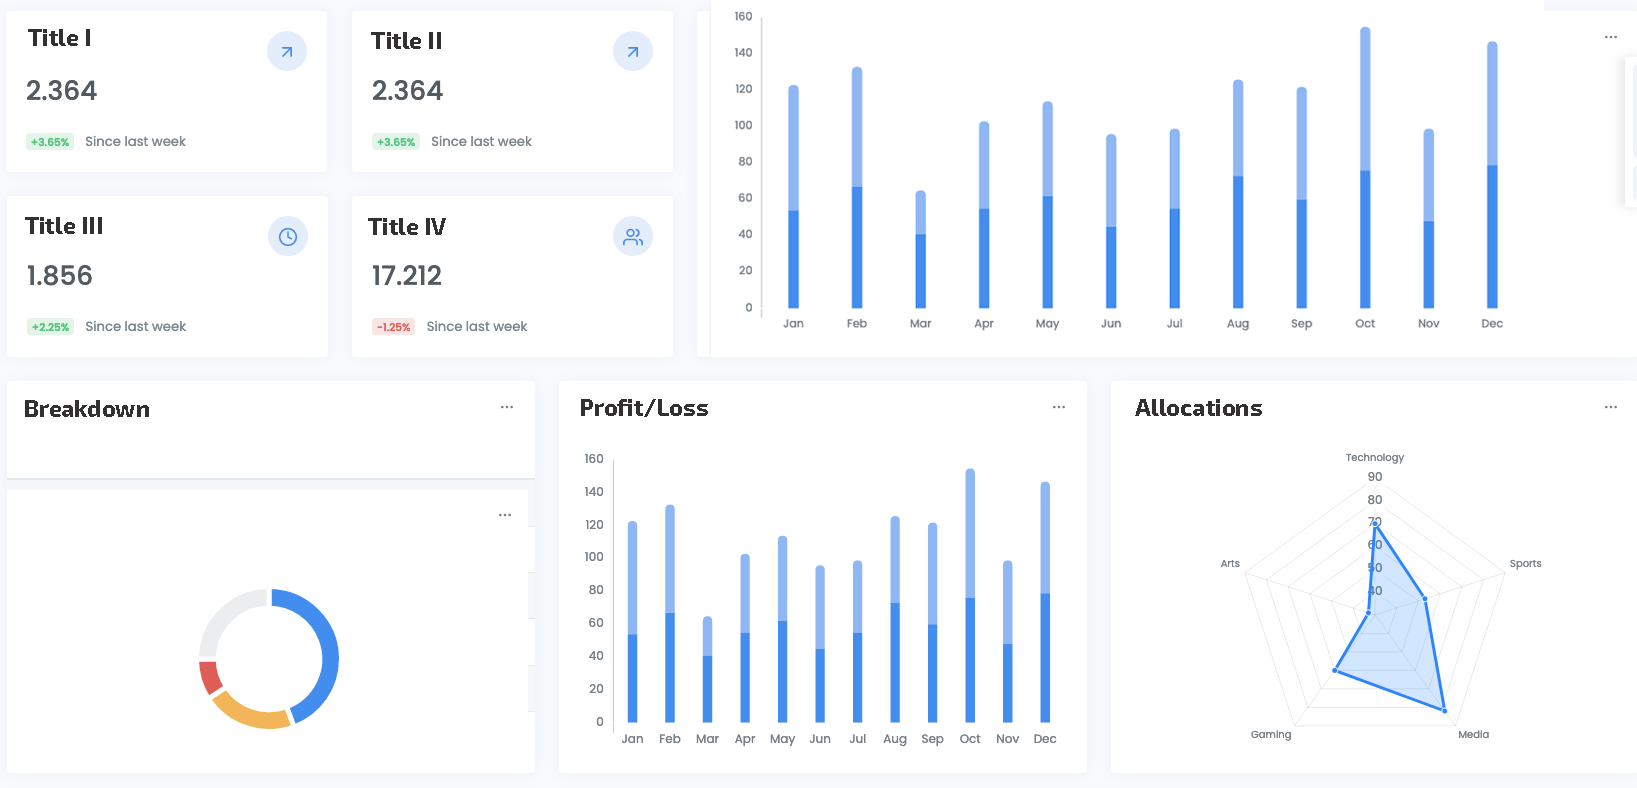 Title I
2.364
+3.65% Since last week
Title II
2.364
+3.65% Since last week
Title III
1.856
+2.25% Since last week
Title IV
17.212
-1.25% Since last week
160
140
120
100
80
60
40
20
0
Jan Feb Mar Apr May Jun Jul Aug Sep Oct Nov Dec
Breakdown
Profit/Loss
160
140
120
100
80
60
40
20
0
Jan Feb Mar Apr May Jun Jul Aug Sep Oct Nov Dec
Allocations
Technology
90
80
70
60
50
40
Arts
Sports
Gaming
Media